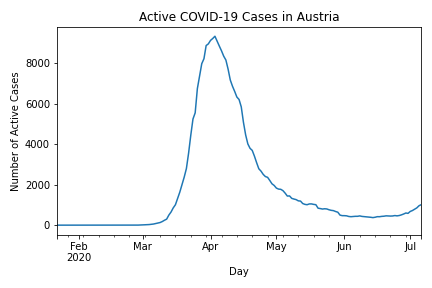 Active COVID-19 Cases in Austria
Number of Active Cases
8000
6000
4000
2000
0
Feb Mar Apr May Jun Jul
2020
Day